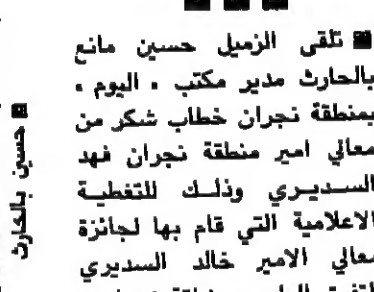 تلقى الزميل حسين مانع
بالحارث مدير مكتب « اليوم »
بمنطقة نجران خطاب شكر من
معالي امير منطقة نجران فهد
السديري وذلك للتغطية
الاعلامية التي قام بها لجائزة
معالي الامير خالد السديري
حسين بالحارث